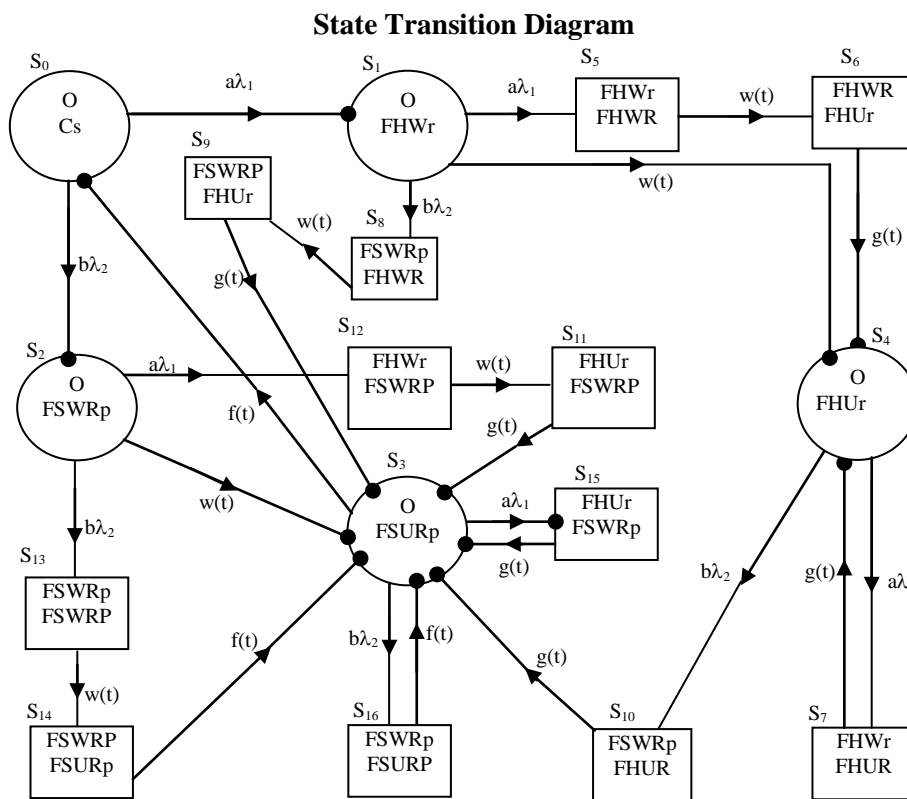 State Transition Diagram
S0
O
Cs
aλ1
S1
O
FHWr
aλ1
S5
FHWr
FHWR
w(t)
S6
FHWR
FHUr
S9
FSWRP
FHUr
w(t)
S8
FSWRp
FHWR
bλ2
w(t)
g(t)
bλ2
g(t)
S12
FHWr
FSWRP
w(t)
S11
FHUr
FSWRP
S4
O
FHUr
S2
O
FSWRp
aλ1
f(t)
g(t)
w(t)
S3
O
FSURp
aλ1
g(t)
S15
FHUr
FSWRp
bλ2
S13
FSWRp
FSWRP
f(t)
bλ2
f(t)
g(t)
bλ2
g(t)
aλ
w(t)
S14
FSWRP
FSURp
S16
FSWRp
FSURP
S10
FSWRp
FHUR
S7
FHWr
FHUR